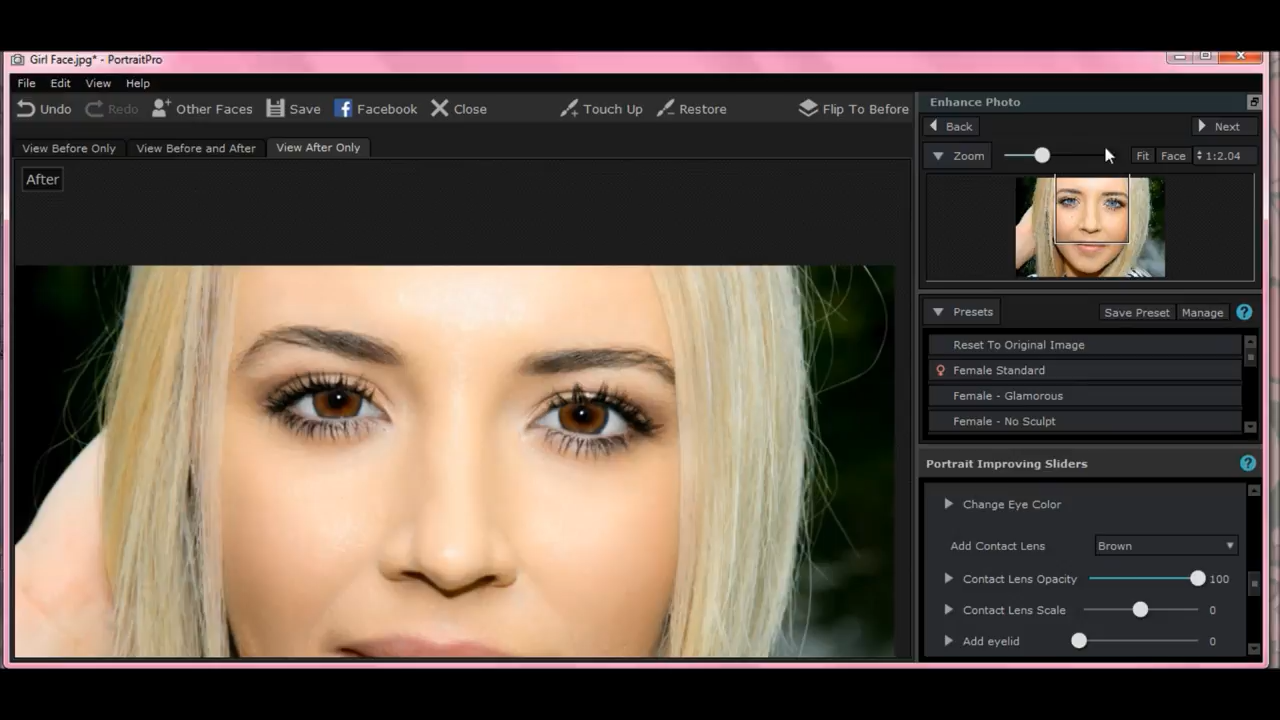 Girl Face.jpg* - PortraitPro
File Edit View Help
Undo Redo Other Faces Save Facebook Close Touch Up Restore Flip To Before
View Before Only View Before and After View After Only
After
Enhance Photo
Back Next
Zoom Fit Face 1:2.04
Presets Save Preset Manage ?
Reset To Original Image
Female Standard
Female - Glamorous
Female - No Sculpt
Portrait Improving Sliders ?
Change Eye Color
Add Contact Lens Brown
Contact Lens Opacity 100
Contact Lens Scale 0
Add eyelid 0